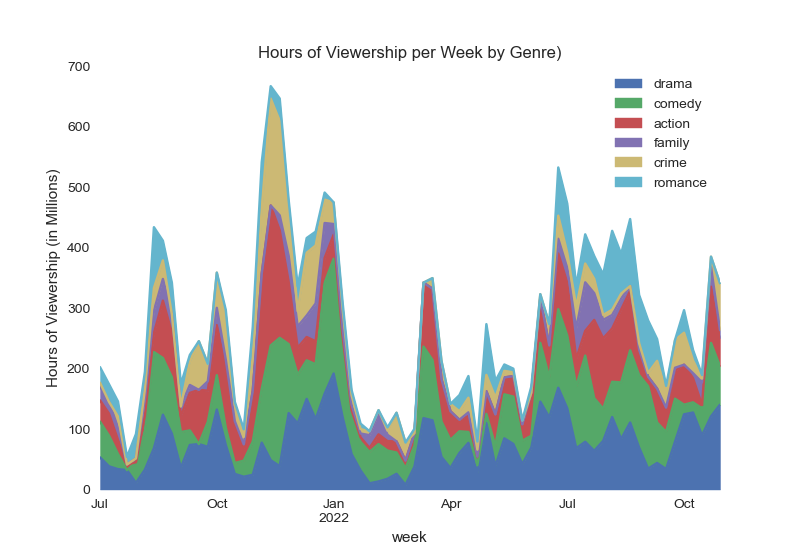 Hours of Viewership per Week by Genre)
Hours of Viewership (in Millions)
700
600
500
400
300
200
100
0
drama
comedy
action
family
crime
romance
Jul
Oct
Jan
2022
Apr
Jul
Oct
week